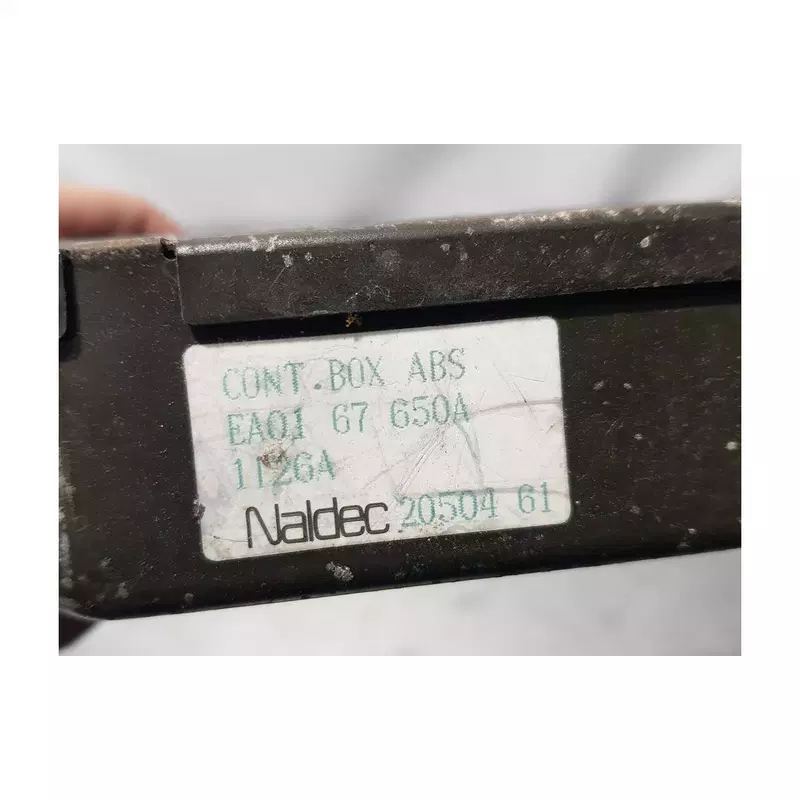 CONT.BOX ABS
EA01 67 650A
1126A
Naldec 20504 61